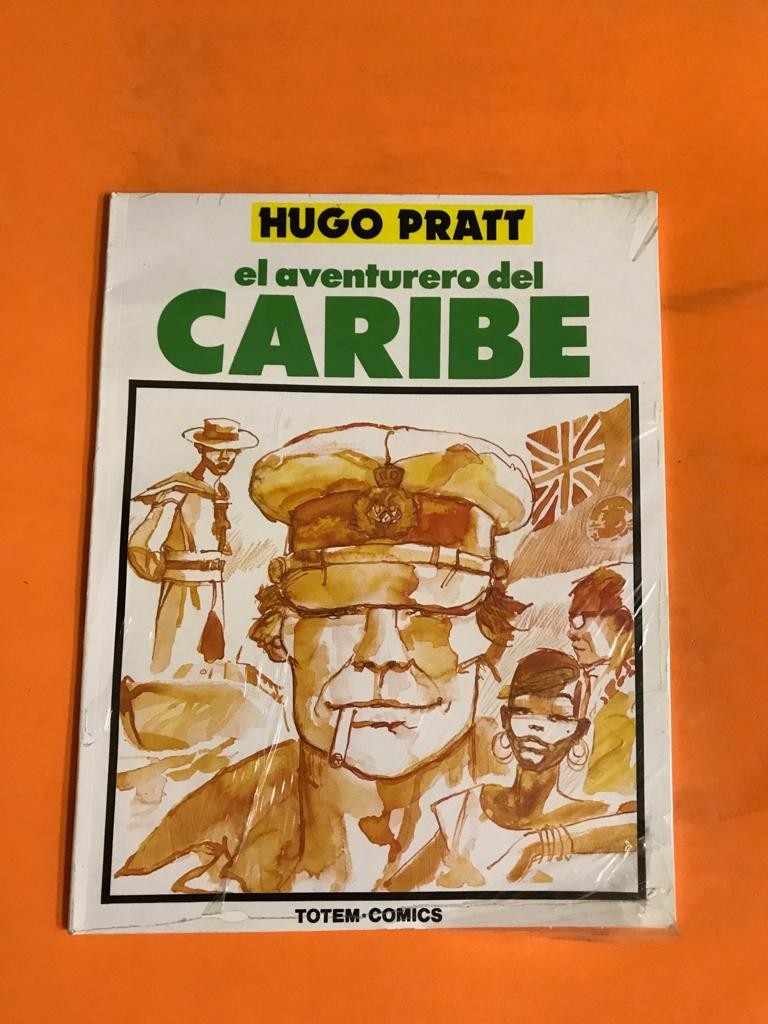 HUGO PRATT
el aventurero del
CARIBE
TOTEM-COMICS